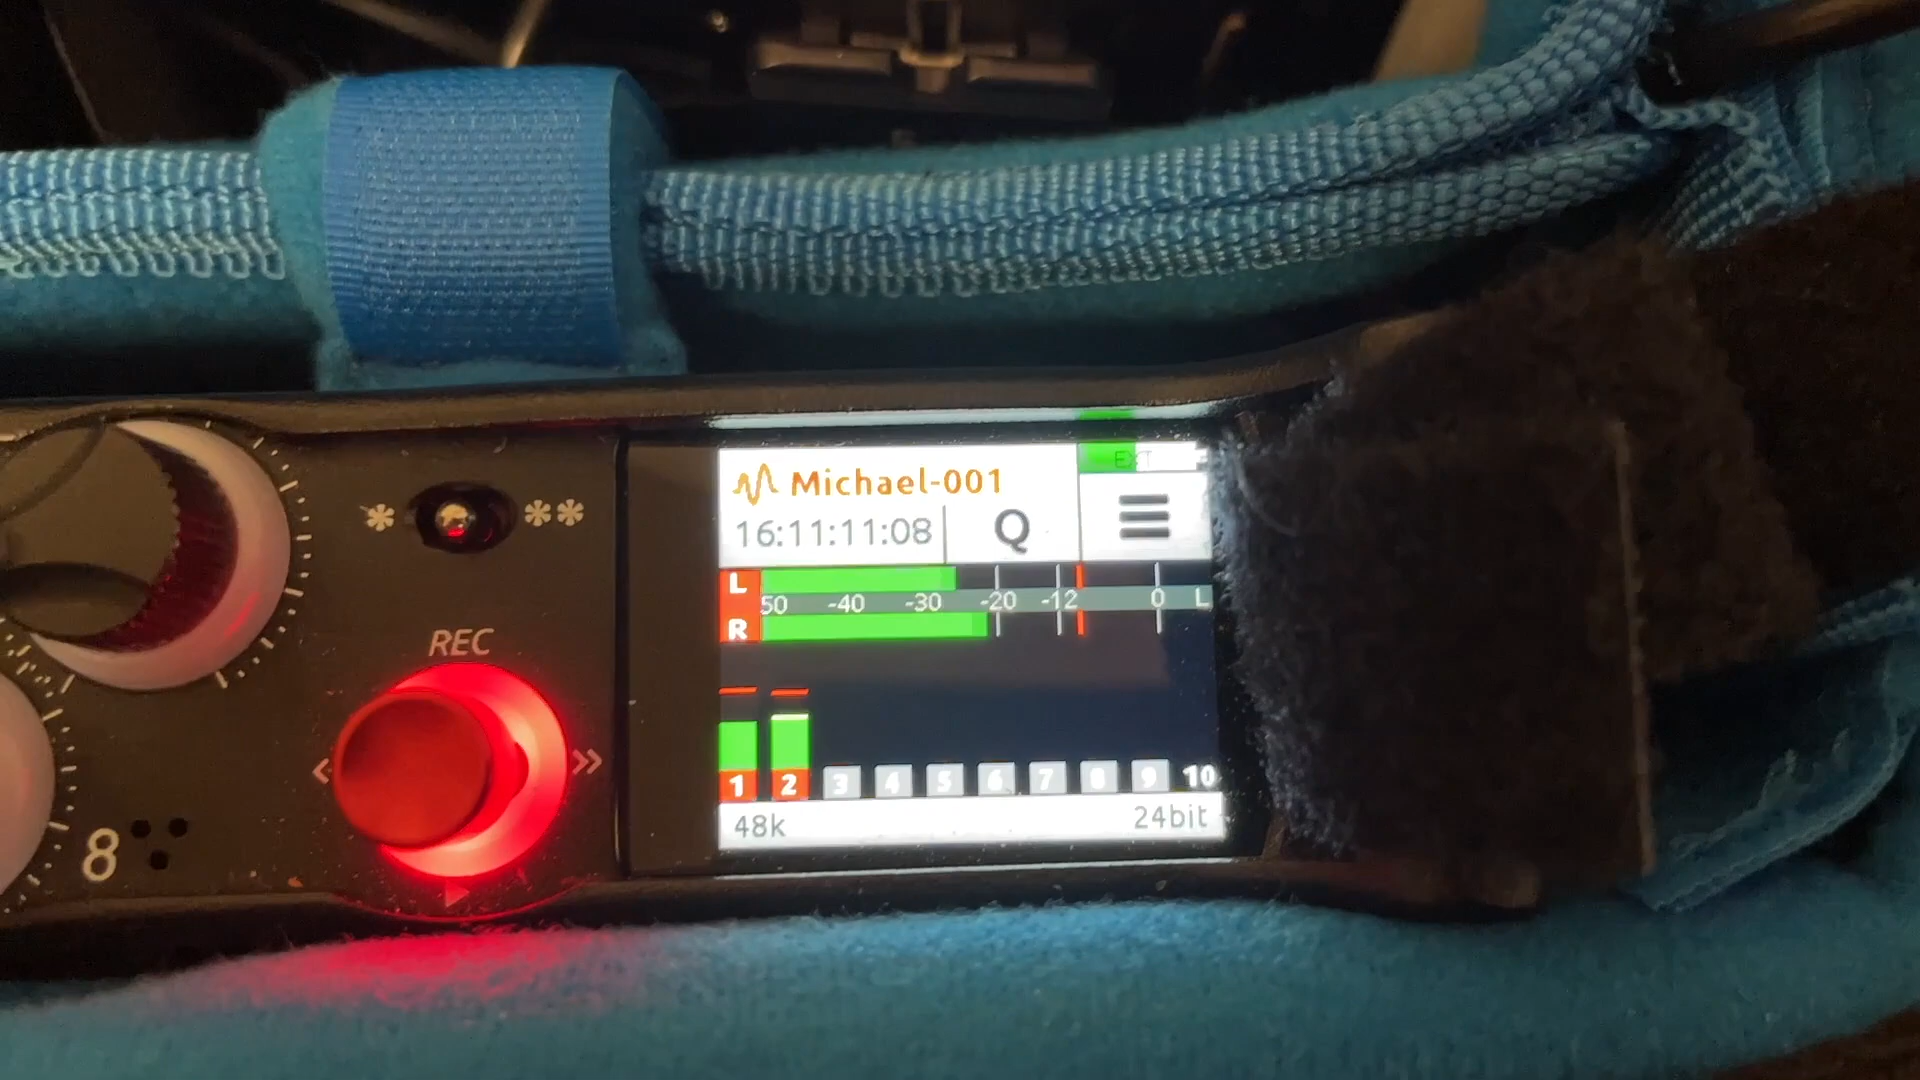 * **
REC
8
Michael-001
EXT
16:11:11:08 Q
L
50 -40 -30 -20 -12 0 L
R
1 2 3 4 5 6 7 8 9 10
48k 24bit